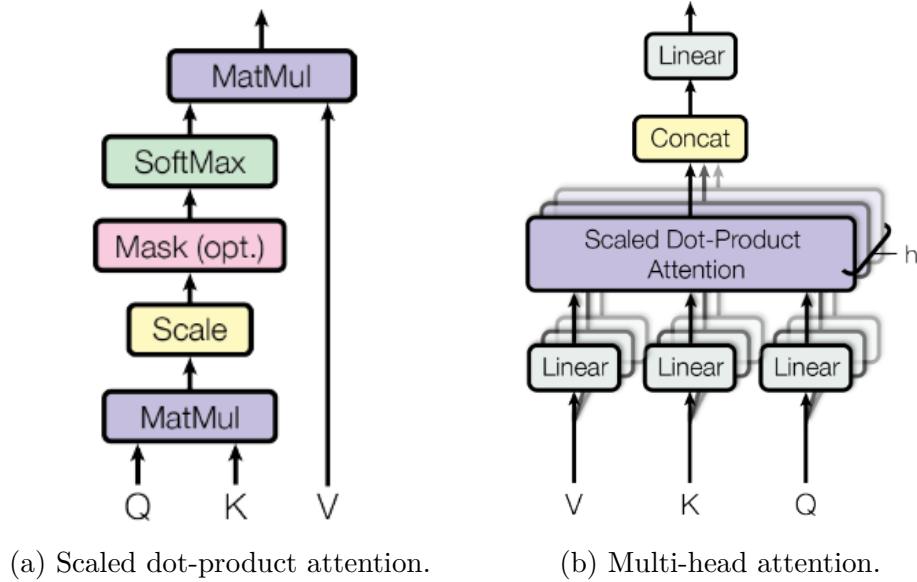 MatMul
SoftMax
Mask (opt.)
Scale
MatMul
Q K V
(a) Scaled dot-product attention.
Linear
Concat
Scaled Dot-Product
Attention
h
Linear Linear Linear
V K Q
(b) Multi-head attention.